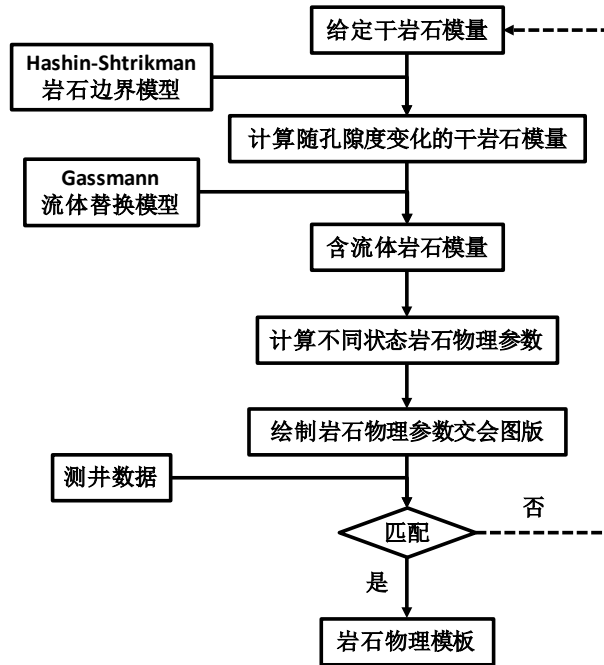 给定干岩石模量
Hashin-Shtrikman
岩石边界模型
计算随孔隙度变化的干岩石模量
Gassmann
流体替换模型
含流体岩石模量
计算不同状态岩石物理参数
绘制岩石物理参数交会图版
测井数据
否
匹配
是
岩石物理模板